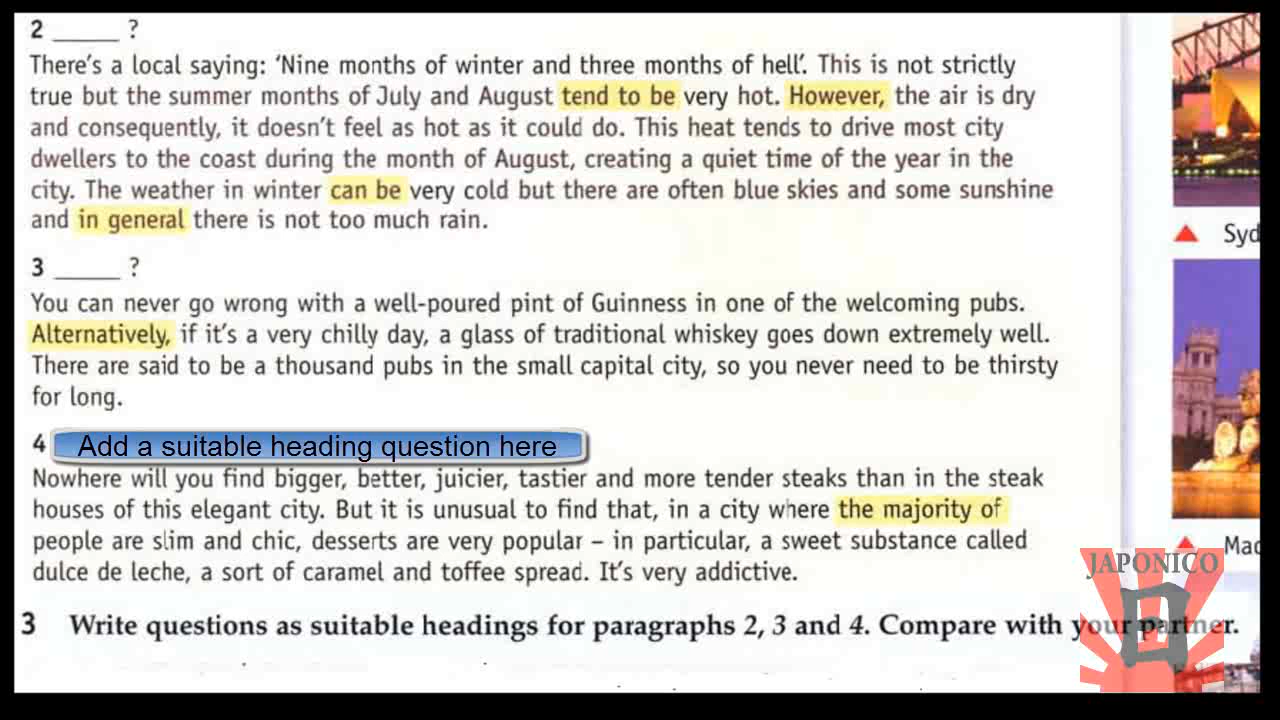 2 _____ ?
There's a local saying: 'Nine months of winter and three months of hell'. This is not strictly
true but the summer months of July and August tend to be very hot. However, the air is dry
and consequently, it doesn't feel as hot as it could do. This heat tends to drive most city
dwellers to the coast during the month of August, creating a quiet time of the year in the
city. The weather in winter can be very cold but there are often blue skies and some sunshine
and in general there is not too much rain.
3 _____ ?
You can never go wrong with a well-poured pint of Guinness in one of the welcoming pubs.
Alternatively, if it's a very chilly day, a glass of traditional whiskey goes down extremely well.
There are said to be a thousand pubs in the small capital city, so you never need to be thirsty
for long.
4 Add a suitable heading question here
Nowhere will you find bigger, better, juicier, tastier and more tender steaks than in the steak
houses of this elegant city. But it is unusual to find that, in a city where the majority of
people are slim and chic, desserts are very popular – in particular, a sweet substance called
dulce de leche, a sort of caramel and toffee spread. It's very addictive.
3 Write questions as suitable headings for paragraphs 2, 3 and 4. Compare with your partner.
Syd
Mad
JAPONICO
日